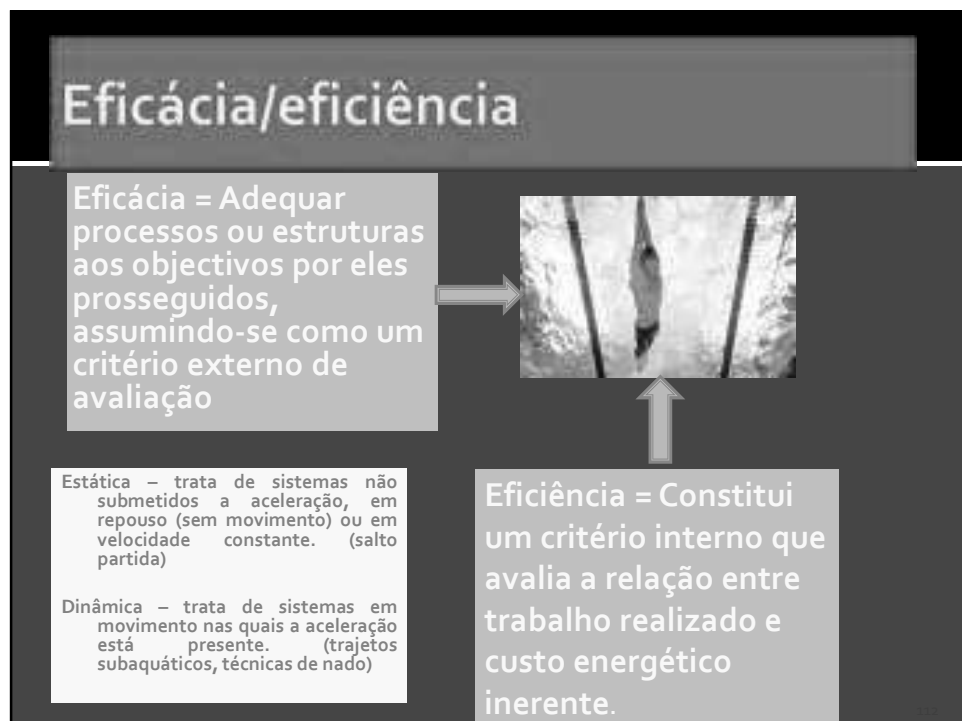 Eficácia/eficiência
Eficácia = Adequar
processos ou estruturas
aos objectivos por eles
prosseguidos,
assumindo-se como um
critério externo de
avaliação
Estática – trata de sistemas não
submetidos a aceleração, em
repouso (sem movimento) ou em
velocidade constante. (salto
partida)
Dinâmica – trata de sistemas em
movimento nas quais a aceleração
está presente. (trajetos
subaquáticos, técnicas de nado)
Eficiência = Constitui
um critério interno que
avalia a relação entre
trabalho realizado e
custo energético
inerente.